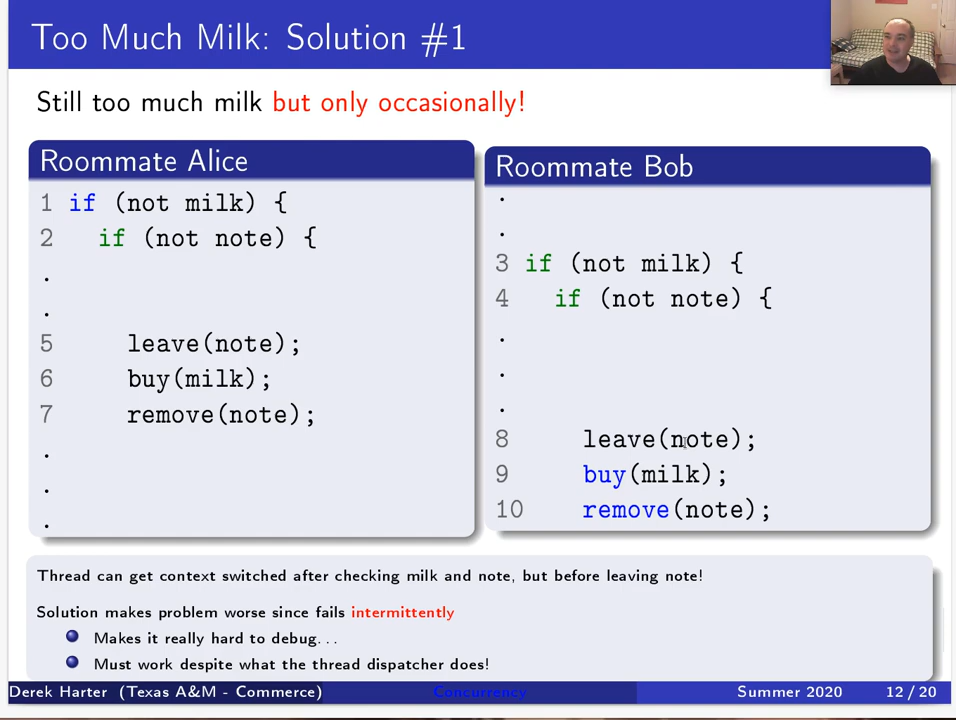 Too Much Milk: Solution #1
Still too much milk but only occasionally!
Roommate Alice
1 if (not milk) {
2 if (not note) {
.
.
5 leave(note);
6 buy(milk);
7 remove(note);
.
.
.
Roommate Bob
.
.
3 if (not milk) {
4 if (not note) {
.
.
.
8 leave(note);
9 buy(milk);
10 remove(note);
Thread can get context switched after checking milk and note, but before leaving note!
Solution makes problem worse since fails intermittently
Makes it really hard to debug...
Must work despite what the thread dispatcher does!
Derek Harter (Texas A&M - Commerce) Concurrency Summer 2020 12 / 20